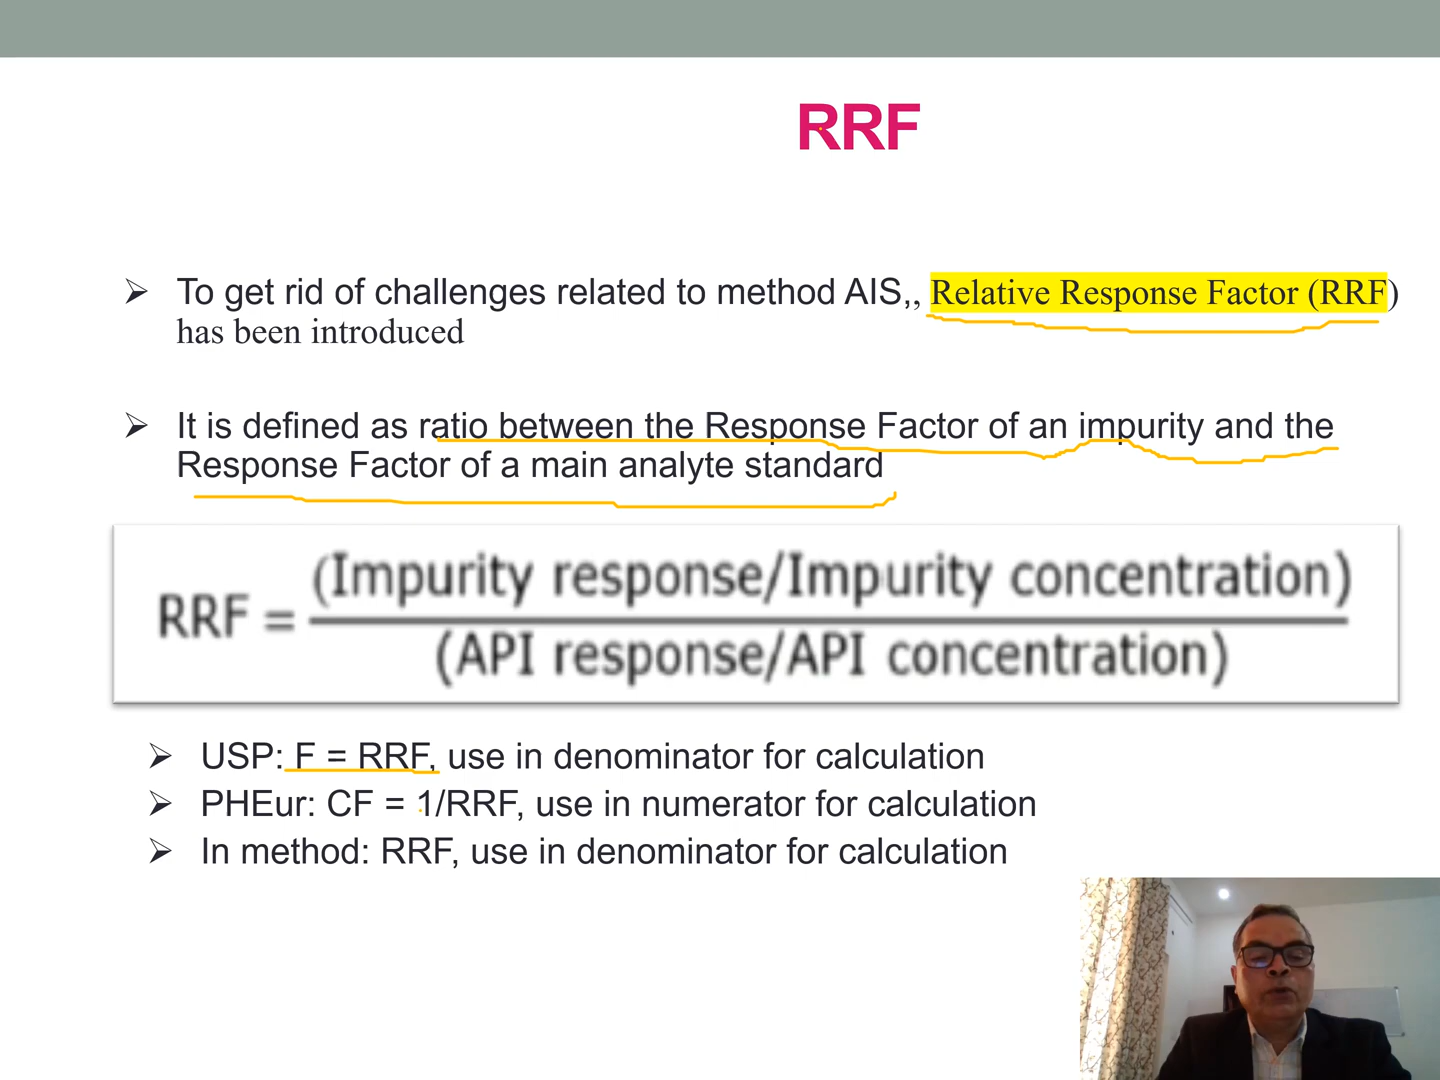 RRF
➢ To get rid of challenges related to method AIS,, Relative Response Factor (RRF)
has been introduced
➢ It is defined as ratio between the Response Factor of an impurity and the
Response Factor of a main analyte standard
RRF = (Impurity response/Impurity concentration)
(API response/API concentration)
➢ USP: F = RRF, use in denominator for calculation
➢ PHEur: CF = 1/RRF, use in numerator for calculation
➢ In method: RRF, use in denominator for calculation